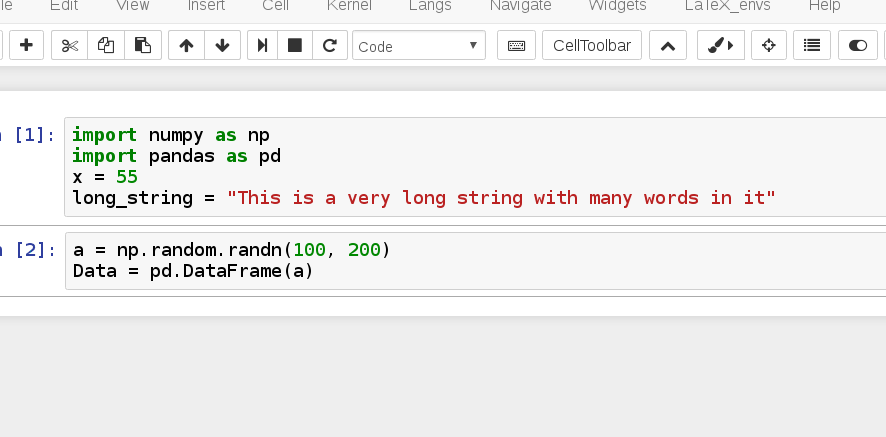 le Edit View Insert Cell Kernel Langs Navigate Widgets LaTeX_envs Help
Code CellToolbar
[1]: import numpy as np
import pandas as pd
x = 55
long_string = "This is a very long string with many words in it"
[2]: a = np.random.randn(100, 200)
Data = pd.DataFrame(a)